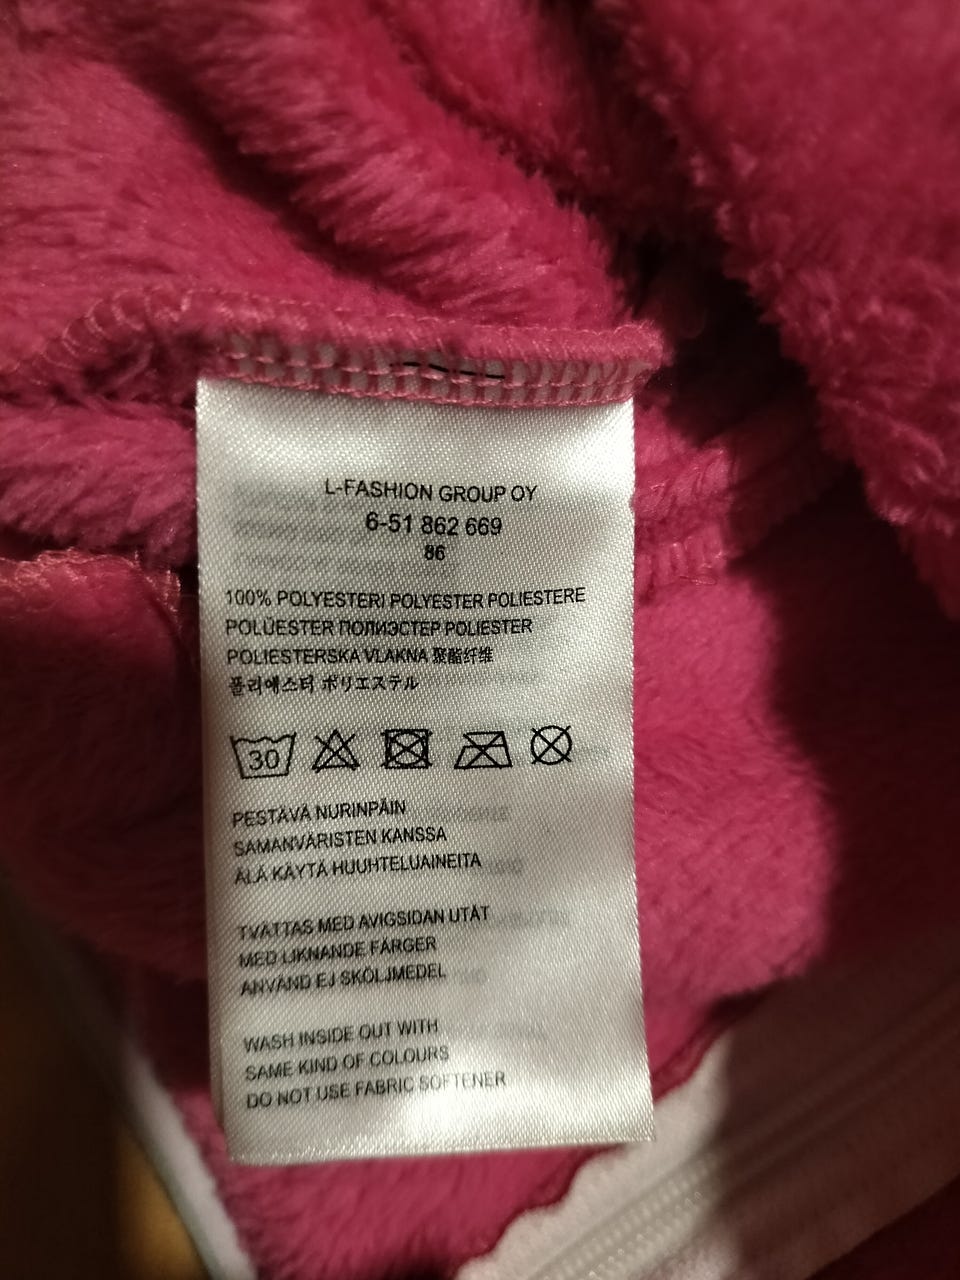 L-FASHION GROUP OY
6-51 862 669
86
100% POLYESTERI POLYESTER POLIESTERE
POLÜESTER ПОЛИЭСТЕР POLIESTER
POLIESTERSKA VLAKNA 聚酯纤维
폴리에스터 ポリエステル
30
PESTÄVÄ NURINPÄIN
SAMANVÄRISTEN KANSSA
ÄLÄ KÄYTÄ HUUHTELUAINEITA
TVÄTTAS MED AVIGSIDAN UTÅT
MED LIKNANDE FÄRGER
ANVÄND EJ SKÖLJMEDEL
WASH INSIDE OUT WITH
SAME KIND OF COLOURS
DO NOT USE FABRIC SOFTENER